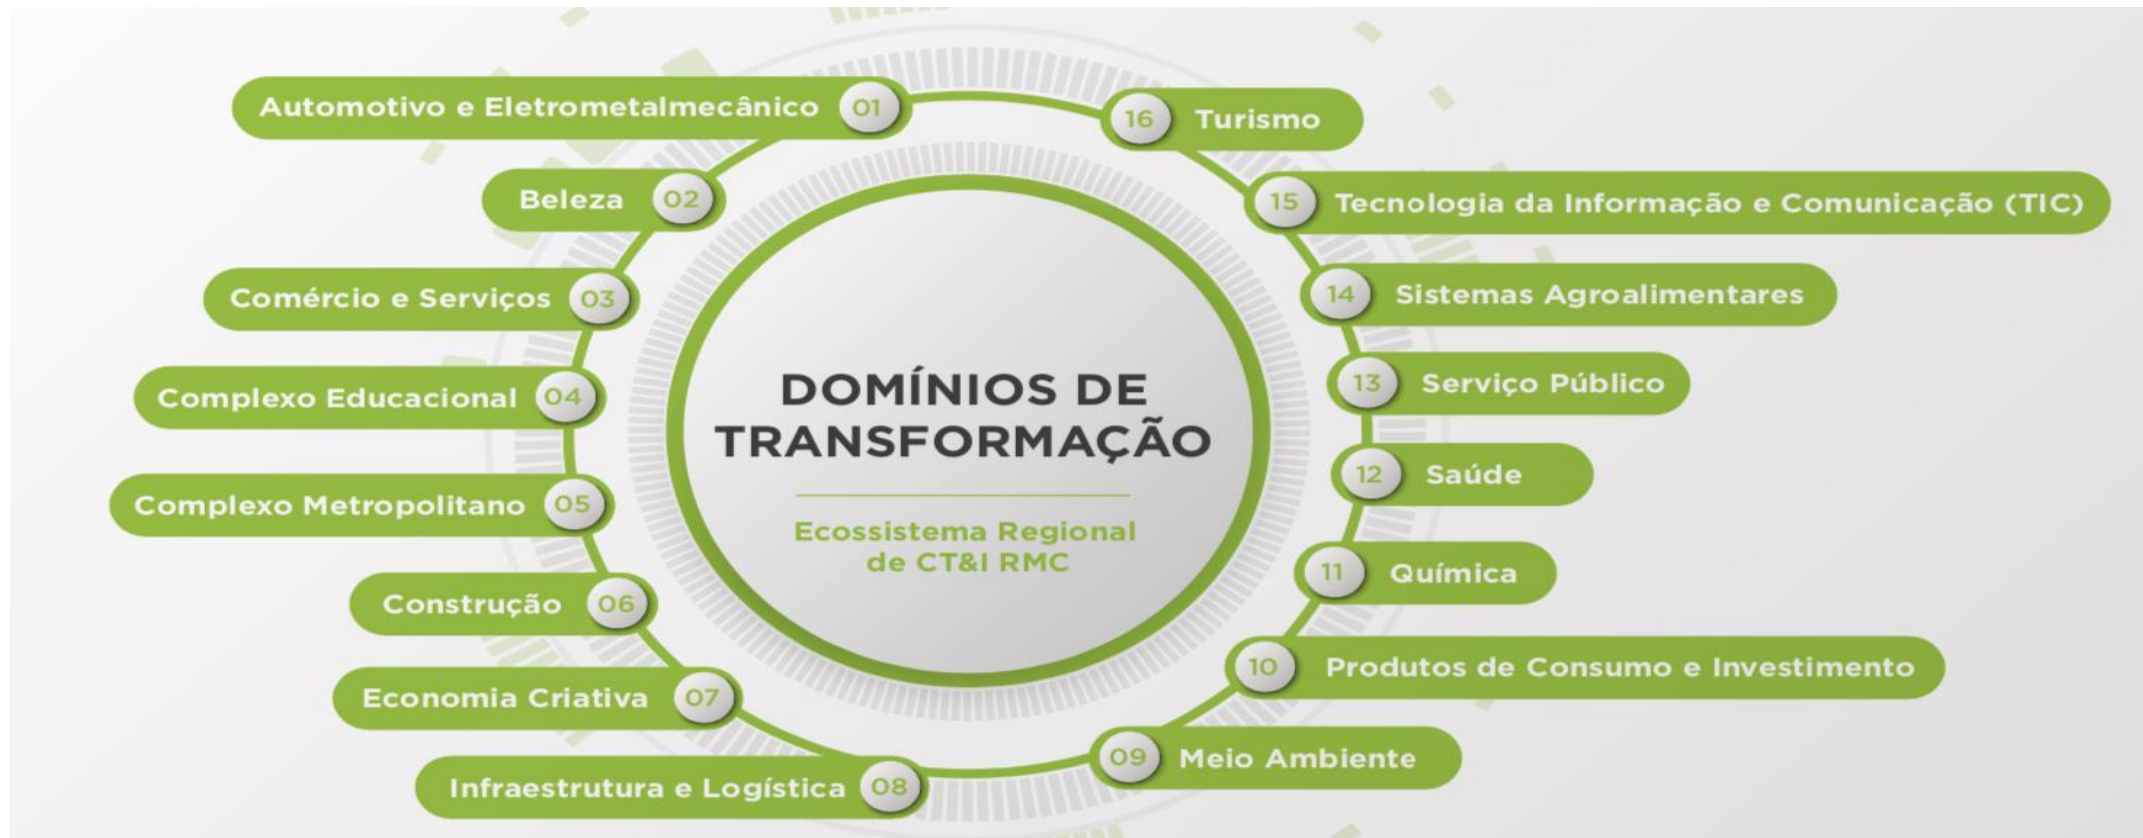 Automotivo e Eletrometalmecânico 01
Beleza 02
Comércio e Serviços 03
Complexo Educacional 04
Complexo Metropolitano 05
Construção 06
Economia Criativa 07
Infraestrutura e Logística 08
DOMÍNIOS DE
TRANSFORMAÇÃO
Ecossistema Regional
de CT&I RMC
16 Turismo
15 Tecnologia da Informação e Comunicação (TIC)
14 Sistemas Agroalimentares
13 Serviço Público
12 Saúde
11 Química
10 Produtos de Consumo e Investimento
09 Meio Ambiente